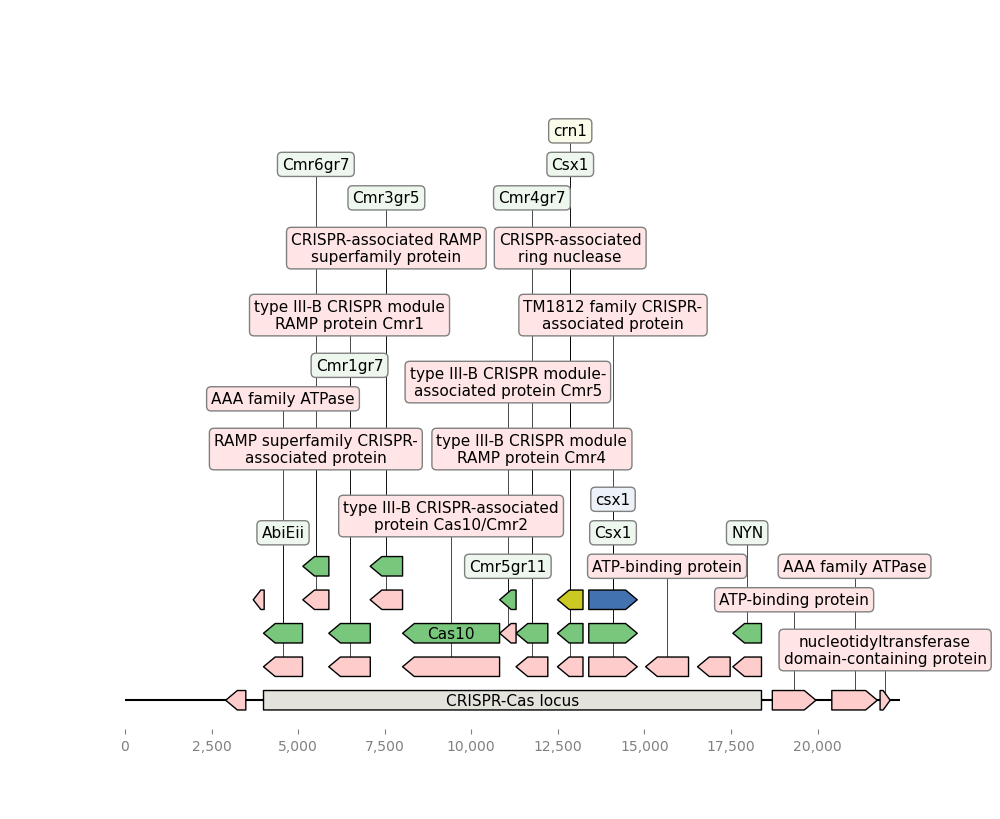 crn1
Cmr6gr7
Csx1
Cmr3gr5
Cmr4gr7
CRISPR-associated RAMP
superfamily protein
CRISPR-associated
ring nuclease
type III-B CRISPR module
RAMP protein Cmr1
TM1812 family CRISPR-
associated protein
Cmr1gr7
type III-B CRISPR module-
associated protein Cmr5
AAA family ATPase
RAMP superfamily CRISPR-
associated protein
type III-B CRISPR module
RAMP protein Cmr4
csx1
type III-B CRISPR-associated
protein Cas10/Cmr2
AbiEii
Csx1
NYN
Cmr5gr11
ATP-binding protein
AAA family ATPase
ATP-binding protein
Cas10
nucleotidyltransferase
domain-containing protein
CRISPR-Cas locus
0
2,500
5,000
7,500
10,000
12,500
15,000
17,500
20,000